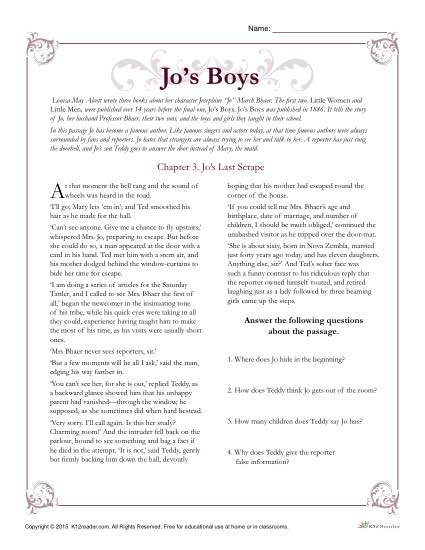 Name:
Jo's Boys
Louisa May Alcott wrote three books about her character Josephine "Jo" March Bhaer. The first two, Little Women and
Little Men, were published over 14 years before the final one, Jo's Boys. Jo's Boys was published in 1886. It tells the story
of Jo, her husband Professor Bhaer, their two sons, and the boys and girls they taught in their school.
In this passage Jo has become a famous author. Like famous singers and actors today, at that time famous authors were always
surrounded by fans and reporters. Jo hates that strangers are always trying to see her and talk to her. A reporter has just rung
the doorbell, and Jo's son Teddy goes to answer the door instead of Mary, the maid.
Chapter 3. Jo's Last Scrape
At that moment the bell rang and the sound of
wheels was heard in the road.
'I'll go; Mary lets 'em in'; and Ted smoothed his
hair as he made for the hall.
'Can't see anyone. Give me a chance to fly upstairs,'
whispered Mrs. Jo, preparing to escape. But before
she could do so, a man appeared at the door with a
card in his hand. Ted met him with a stern air, and
his mother dodged behind the window-curtains to
bide her time for escape.
'I am doing a series of articles for the Saturday
Tattler, and I called to see Mrs. Bhaer the first of
all,' began the newcomer in the insinuating tone
of his tribe, while his quick eyes were taking in all
they could, experience having taught him to make
the most of his time, as his visits were usually short
ones.
'Mrs Bhaer never sees reporters, sir.'
'But a few moments will be all I ask,' said the man,
edging his way farther in.
'You can't see her, for she is out,' replied Teddy, as
a backward glance showed him that his unhappy
parent had vanished—through the window, he
supposed, as she sometimes did when hard bestead.
'Very sorry. I'll call again. Is this her study?
Charming room!' And the intruder fell back on the
parlour, bound to see something and bag a fact if
he died in the attempt. 'It is not,' said Teddy, gently
but firmly backing him down the hall, devoutly
hoping that his mother had escaped round the
corner of the house.
'If you could tell me Mrs. Bhaer's age and
birthplace, date of marriage, and number of
children, I should be much obliged,' continued the
unabashed visitor as he tripped over the door-mat.
'She is about sixty, born in Nova Zembla, married
just forty years ago today, and has eleven daughters.
Anything else, sir?' And Ted's sober face was
such a funny contrast to his ridiculous reply that
the reporter owned himself routed, and retired
laughing just as a lady followed by three beaming
girls came up the steps.
Answer the following questions
about the passage.
1. Where does Jo hide in the beginning?
2. How does Teddy think Jo gets out of the room?
3. How many children does Teddy say Jo has?
4. Why does Teddy give the reporter
false information?
Copyright © 2015 K12reader.com. All Rights Reserved. Free for educational use at home or in classrooms.
K12Reader